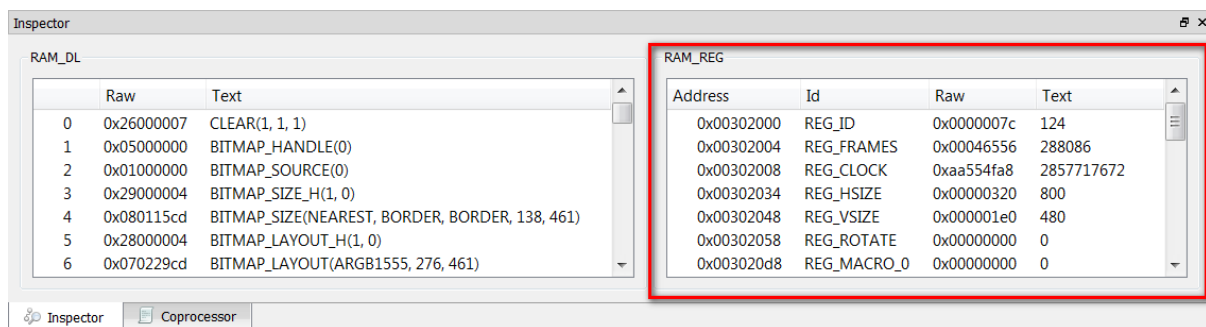 Inspector
RAM_DL
Raw Text
0 0x26000007 CLEAR(1, 1, 1)
1 0x05000000 BITMAP_HANDLE(0)
2 0x01000000 BITMAP_SOURCE(0)
3 0x29000004 BITMAP_SIZE_H(1, 0)
4 0x080115cd BITMAP_SIZE(NEAREST, BORDER, BORDER, 138, 461)
5 0x28000004 BITMAP_LAYOUT_H(1, 0)
6 0x070229cd BITMAP_LAYOUT(ARGB1555, 276, 461)
RAM_REG
Address Id Raw Text
0x00302000 REG_ID 0x0000007c 124
0x00302004 REG_FRAMES 0x00046556 288086
0x00302008 REG_CLOCK 0xaa554fa8 2857717672
0x00302034 REG_HSIZE 0x00000320 800
0x00302048 REG_VSIZE 0x000001e0 480
0x00302058 REG_ROTATE 0x00000000 0
0x003020d8 REG_MACRO_0 0x00000000 0
Inspector Coprocessor